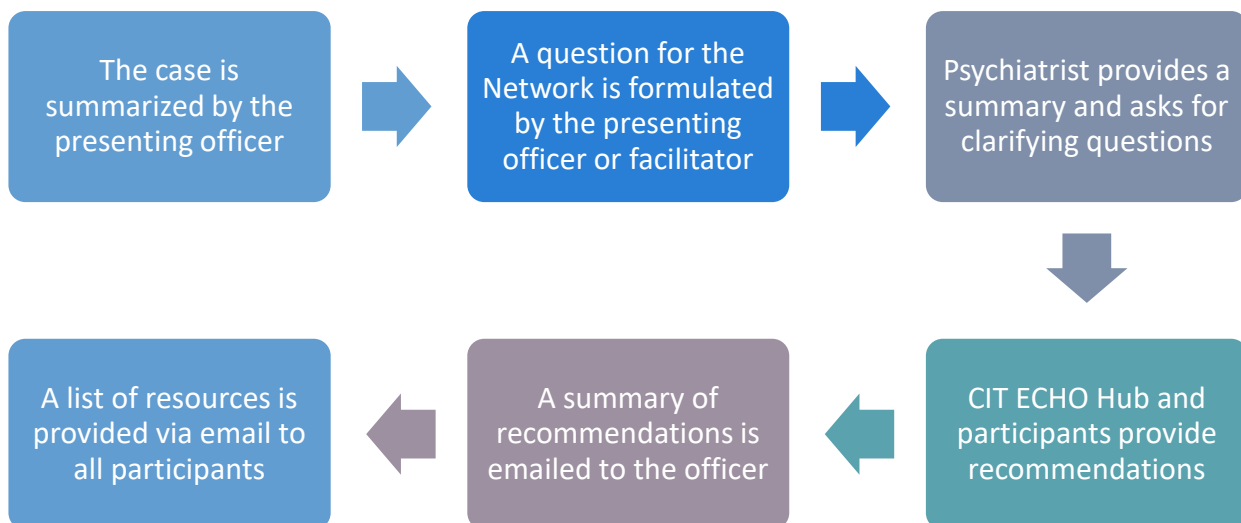 The case is
summarized by the
presenting officer
A question for the
Network is formulated
by the presenting
officer or facilitator
Psychiatrist provides a
summary and asks for
clarifying questions
CIT ECHO Hub and
participants provide
recommendations
A summary of
recommendations is
emailed to the officer
A list of resources is
provided via email to
all participants